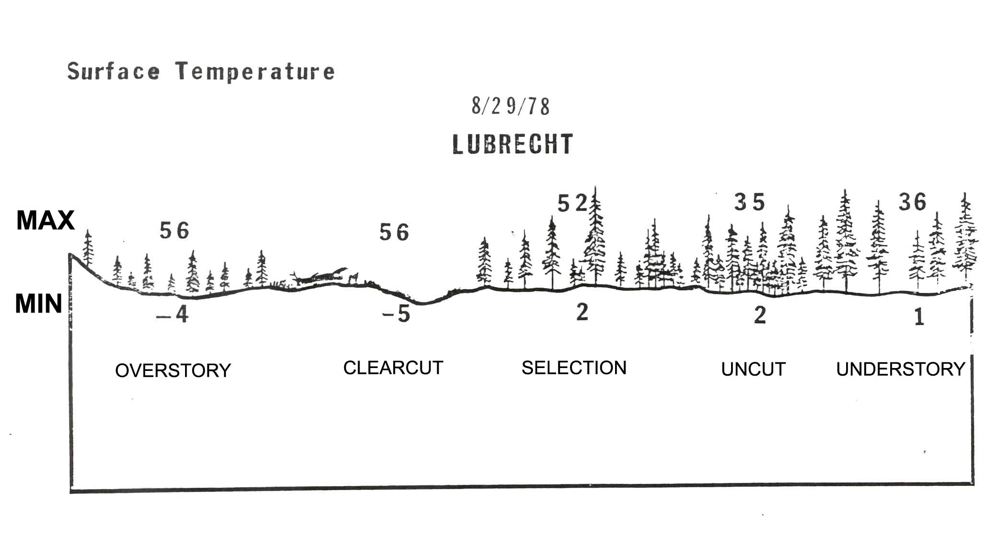 Surface Temperature
8/29/78
LUBRECHT
MAX 56 56 52 35 36
MIN -4 -5 2 2 1
OVERSTORY CLEARCUT SELECTION UNCUT UNDERSTORY